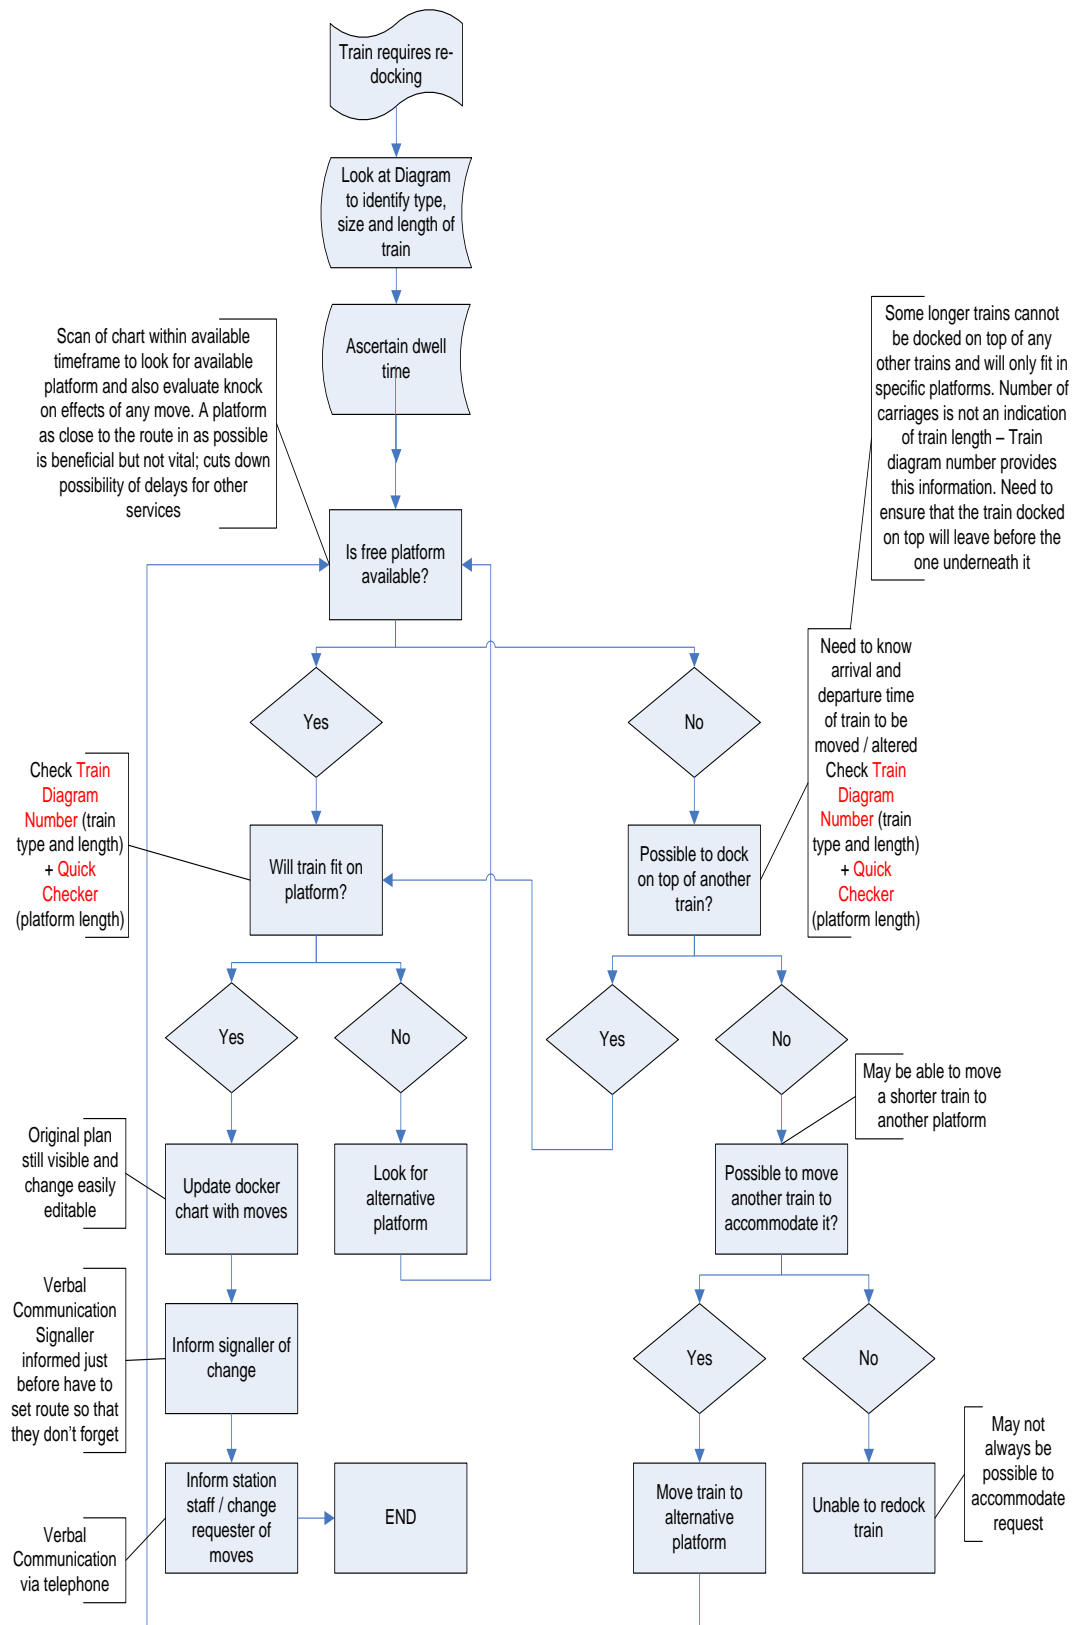 Train requires re-
docking
Look at Diagram
to identify type,
size and length of
train
Ascertain dwell
time
Scan of chart within available
timeframe to look for available
platform and also evaluate knock
on effects of any move. A platform
as close to the route in as possible
is beneficial but not vital; cuts down
possibility of delays for other
services
Some longer trains cannot
be docked on top of any
other trains and will only fit in
specific platforms. Number of
carriages is not an indication
of train length – Train
diagram number provides
this information. Need to
ensure that the train docked
on top will leave before the
one underneath it
Is free platform
available?
Need to know
arrival and
departure time
of train to be
moved / altered
Check Train
Diagram
Number (train
type and length)
+ Quick
Checker
(platform length)
Yes
No
Check Train
Diagram
Number (train
type and length)
+ Quick
Checker
(platform length)
Will train fit on
platform?
Possible to dock
on top of another
train?
Yes
No
Yes
No
May be able to move
a shorter train to
another platform
Original plan
still visible and
change easily
editable
Update docker
chart with moves
Look for
alternative
platform
Possible to move
another train to
accommodate it?
Verbal
Communication
Signaller
informed just
before have to
set route so that
they don't forget
Inform signaller of
change
Yes
No
May not
always be
possible to
accommodate
request
Inform station
staff / change
requester of
moves
END
Move train to
alternative
platform
Unable to redock
train
Verbal
Communication
via telephone